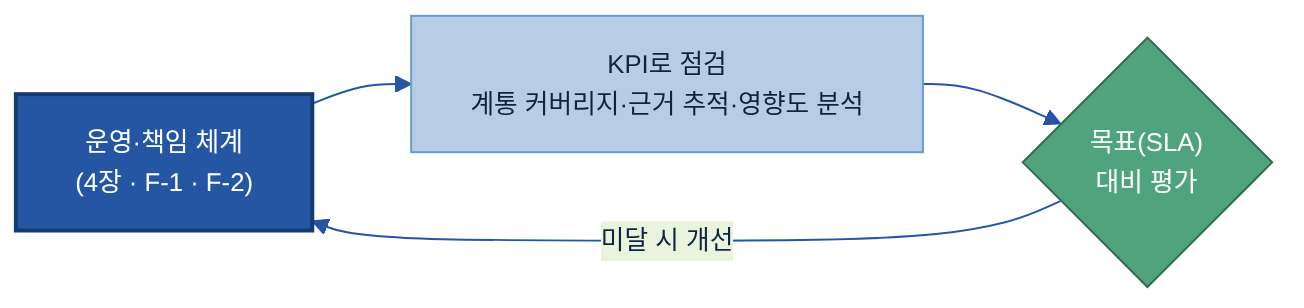 운영·책임 체계
(4장 · F-1 · F-2)
KPI로 점검
계통 커버리지·근거 추적·영향도 분석
목표(SLA)
대비 평가
미달 시 개선